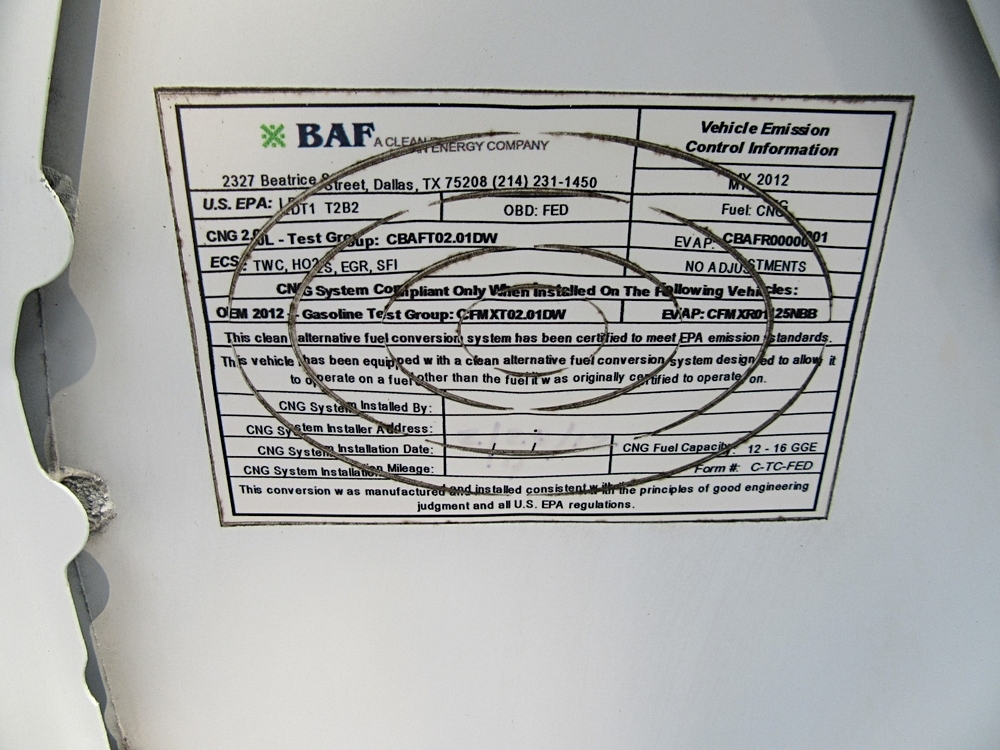 BAF A CLEAN ENERGY COMPANY
Vehicle Emission
Control Information
2327 Beatrice Street, Dallas, TX 75208 (214) 231-1450
MY 2012
U.S. EPA: LDT1 T2B2
OBD: FED
Fuel: CNG
CNG 2.0L - Test Group: CBAFT02.01DW
EVAP: CBAFR0000001
ECS: TWC, HO2S, EGR, SFI
NO ADJUSTMENTS
CNG System Compliant Only When Installed On The Following Vehicles:
OEM 2012 - Gasoline Test Group: CFMXT02.01DW
EVAP: CFMXR0125NBB
This clean alternative fuel conversion system has been certified to meet EPA emission standards.
This vehicle has been equipped with a clean alternative fuel conversion system designed to allow it
to operate on a fuel other than the fuel it was originally certified to operate on.
CNG System Installed By:
CNG System Installer Address:
CNG System Installation Date:
CNG Fuel Capacity: 12 - 16 GGE
CNG System Installation Mileage:
Form #: C-TC-FED
This conversion was manufactured and installed consistent with the principles of good engineering
judgment and all U.S. EPA regulations.